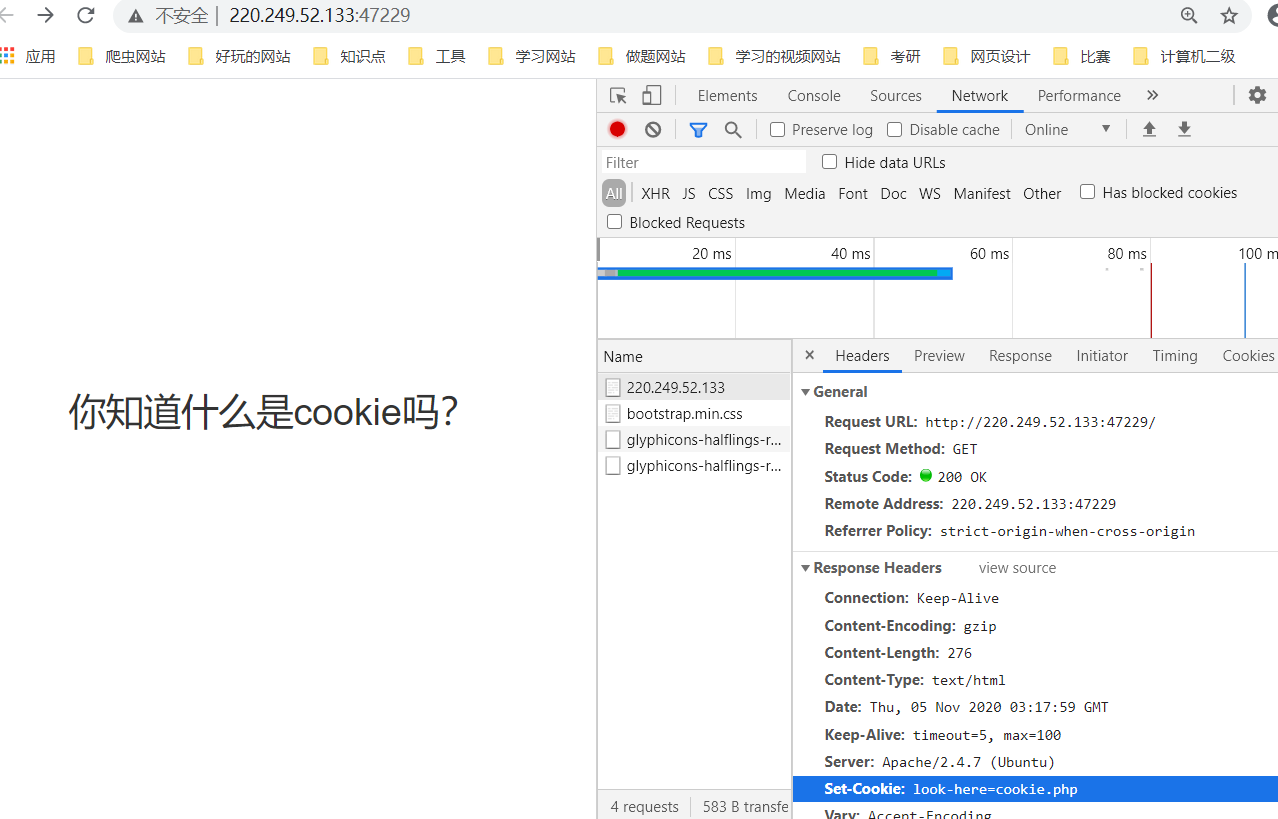 不安全 | 220.249.52.133:47229
应用 爬虫网站 好玩的网站 知识点 工具 学习网站 做题网站 学习的视频网站 考研 网页设计 比赛 计算机二级
你知道什么是cookie吗?
Elements Console Sources Network Performance »
Preserve log Disable cache Online
Filter Hide data URLs
All XHR JS CSS Img Media Font Doc WS Manifest Other Has blocked cookies
Blocked Requests
20 ms 40 ms 60 ms 80 ms 100 m
Name
220.249.52.133
bootstrap.min.css
glyphicons-halflings-r...
glyphicons-halflings-r...
4 requests 583 B transfe
× Headers Preview Response Initiator Timing Cookies
General
Request URL: http://220.249.52.133:47229/
Request Method: GET
Status Code: 200 OK
Remote Address: 220.249.52.133:47229
Referrer Policy: strict-origin-when-cross-origin
Response Headers view source
Connection: Keep-Alive
Content-Encoding: gzip
Content-Length: 276
Content-Type: text/html
Date: Thu, 05 Nov 2020 03:17:59 GMT
Keep-Alive: timeout=5, max=100
Server: Apache/2.4.7 (Ubuntu)
Set-Cookie: look-here=cookie.php
Vary: Accept-Encoding